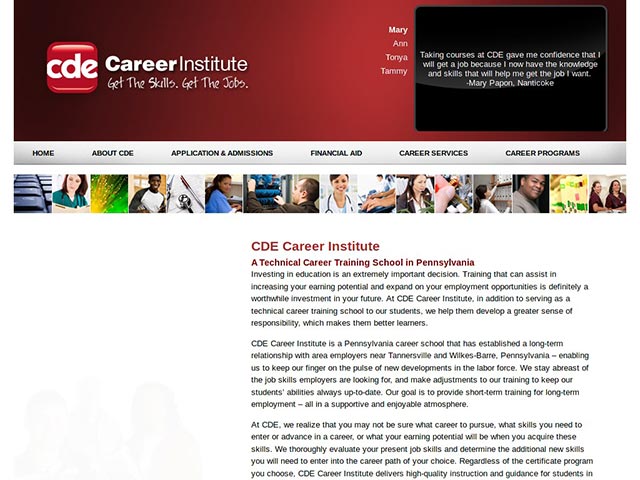 cde Career Institute
Get The Skills. Get The Jobs.
Mary
Ann
Tonya
Tammy
Taking courses at CDE gave me confidence that I
will get a job because I now have the knowledge
and skills that will help me get the job I want.
-Mary Papon, Nanticoke
HOME ABOUT CDE APPLICATION & ADMISSIONS FINANCIAL AID CAREER SERVICES CAREER PROGRAMS
CDE Career Institute
A Technical Career Training School in Pennsylvania
Investing in education is an extremely important decision. Training that can assist in
increasing your earning potential and expand on your employment opportunities is definitely a
worthwhile investment in your future. At CDE Career Institute, in addition to serving as a
technical career training school to our students, we help them develop a greater sense of
responsibility, which makes them better learners.
CDE Career Institute is a Pennsylvania career school that has established a long-term
relationship with area employers near Tannersville and Wilkes-Barre, Pennsylvania – enabling
us to keep our finger on the pulse of new developments in the labor force. We stay abreast of
the job skills employers are looking for, and make adjustments to our training to keep our
students’ abilities always up-to-date. Our goal is to provide short-term training for long-term
employment – all in a supportive and enjoyable atmosphere.
At CDE, we realize that you may not be sure what career to pursue, what skills you need to
enter or advance in a career, or what your earning potential will be when you acquire these
skills. We thoroughly evaluate your present job skills and determine the additional new skills
you will need to enter into the career path of your choice. Regardless of the certificate program
you choose, CDE Career Institute delivers high-quality instruction and guidance for students in